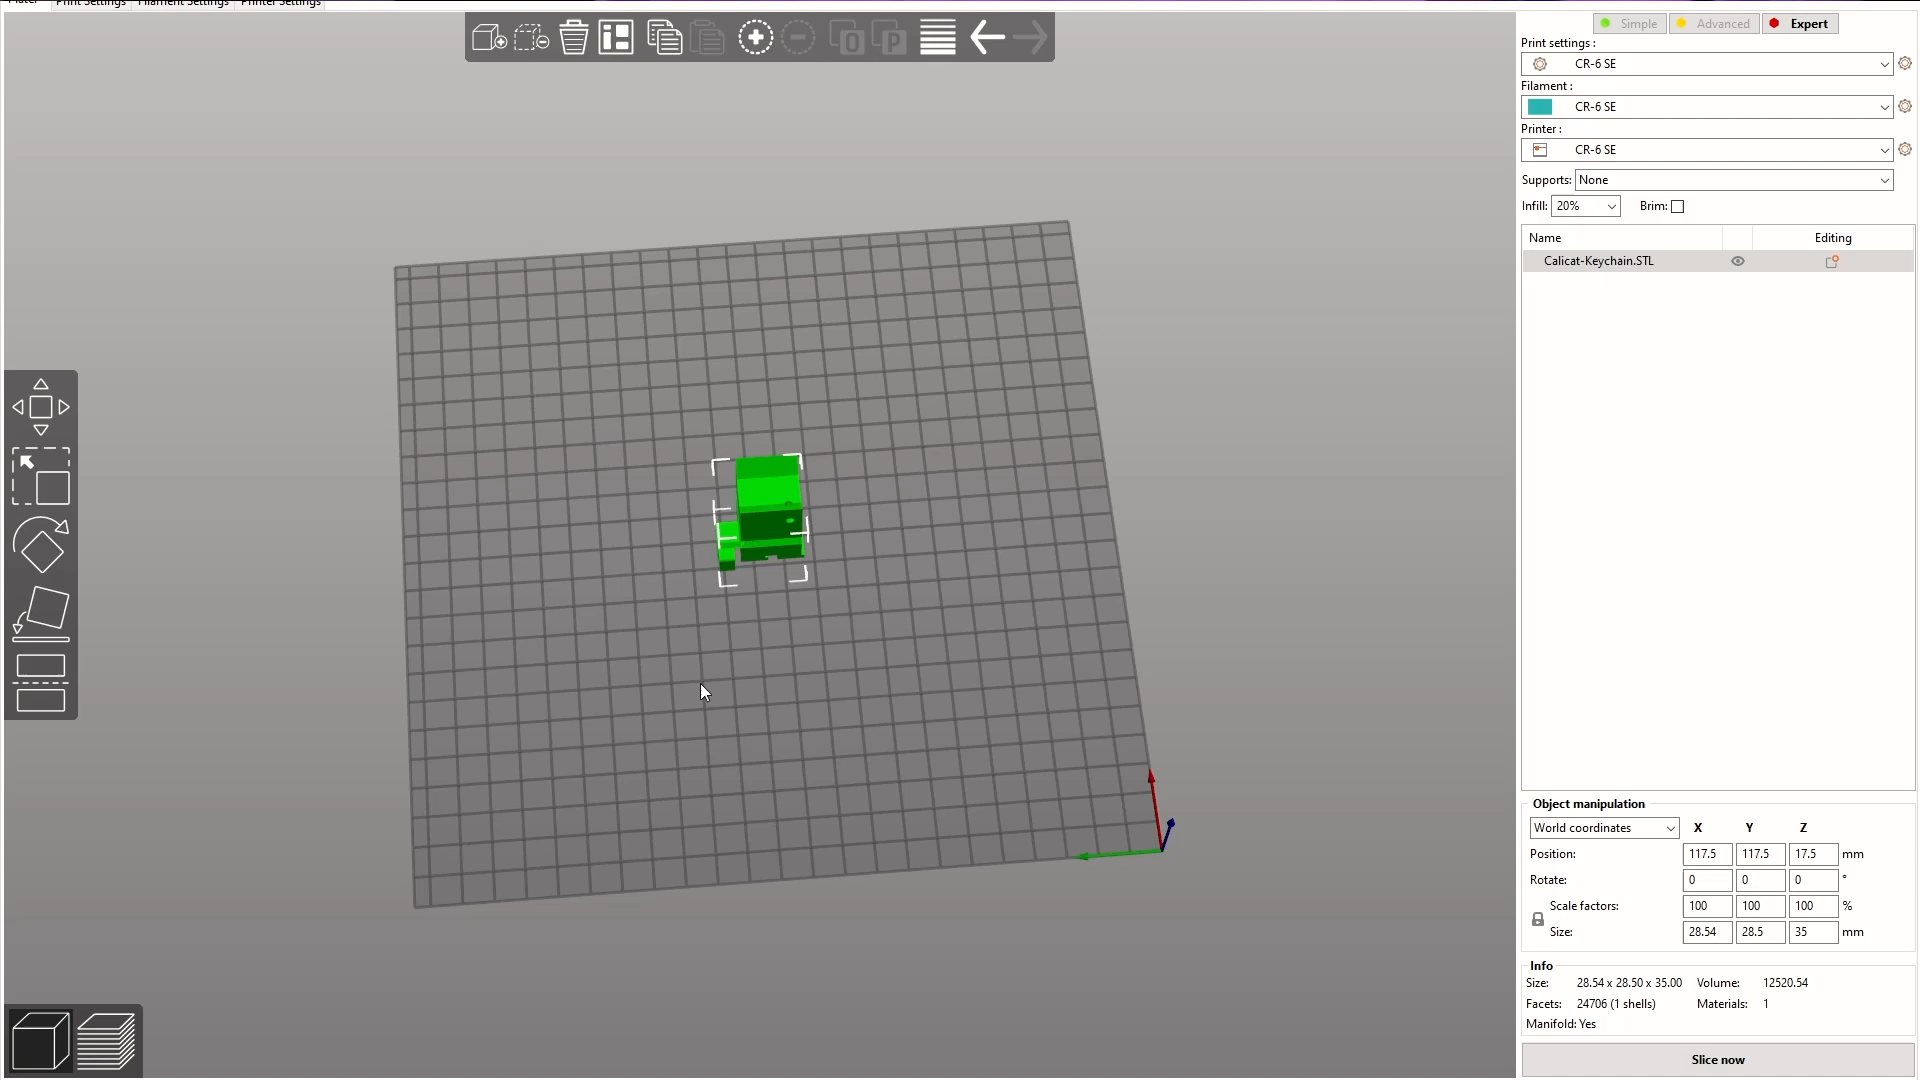 Plater Print Settings Filament Settings Printer Settings
Simple Advanced Expert
Print settings :
CR-6 SE
Filament :
CR-6 SE
Printer :
CR-6 SE
Supports: None
Infill: 20% Brim:
Name Editing
Calicat-Keychain.STL
Object manipulation
World coordinates X Y Z
Position: 117.5 117.5 17.5 mm
Rotate: 0 0 0 °
Scale factors: 100 100 100 %
Size: 28.54 28.5 35 mm
Info
Size: 28.54 x 28.50 x 35.00 Volume: 12520.54
Facets: 24706 (1 shells) Materials: 1
Manifold: Yes
Slice now